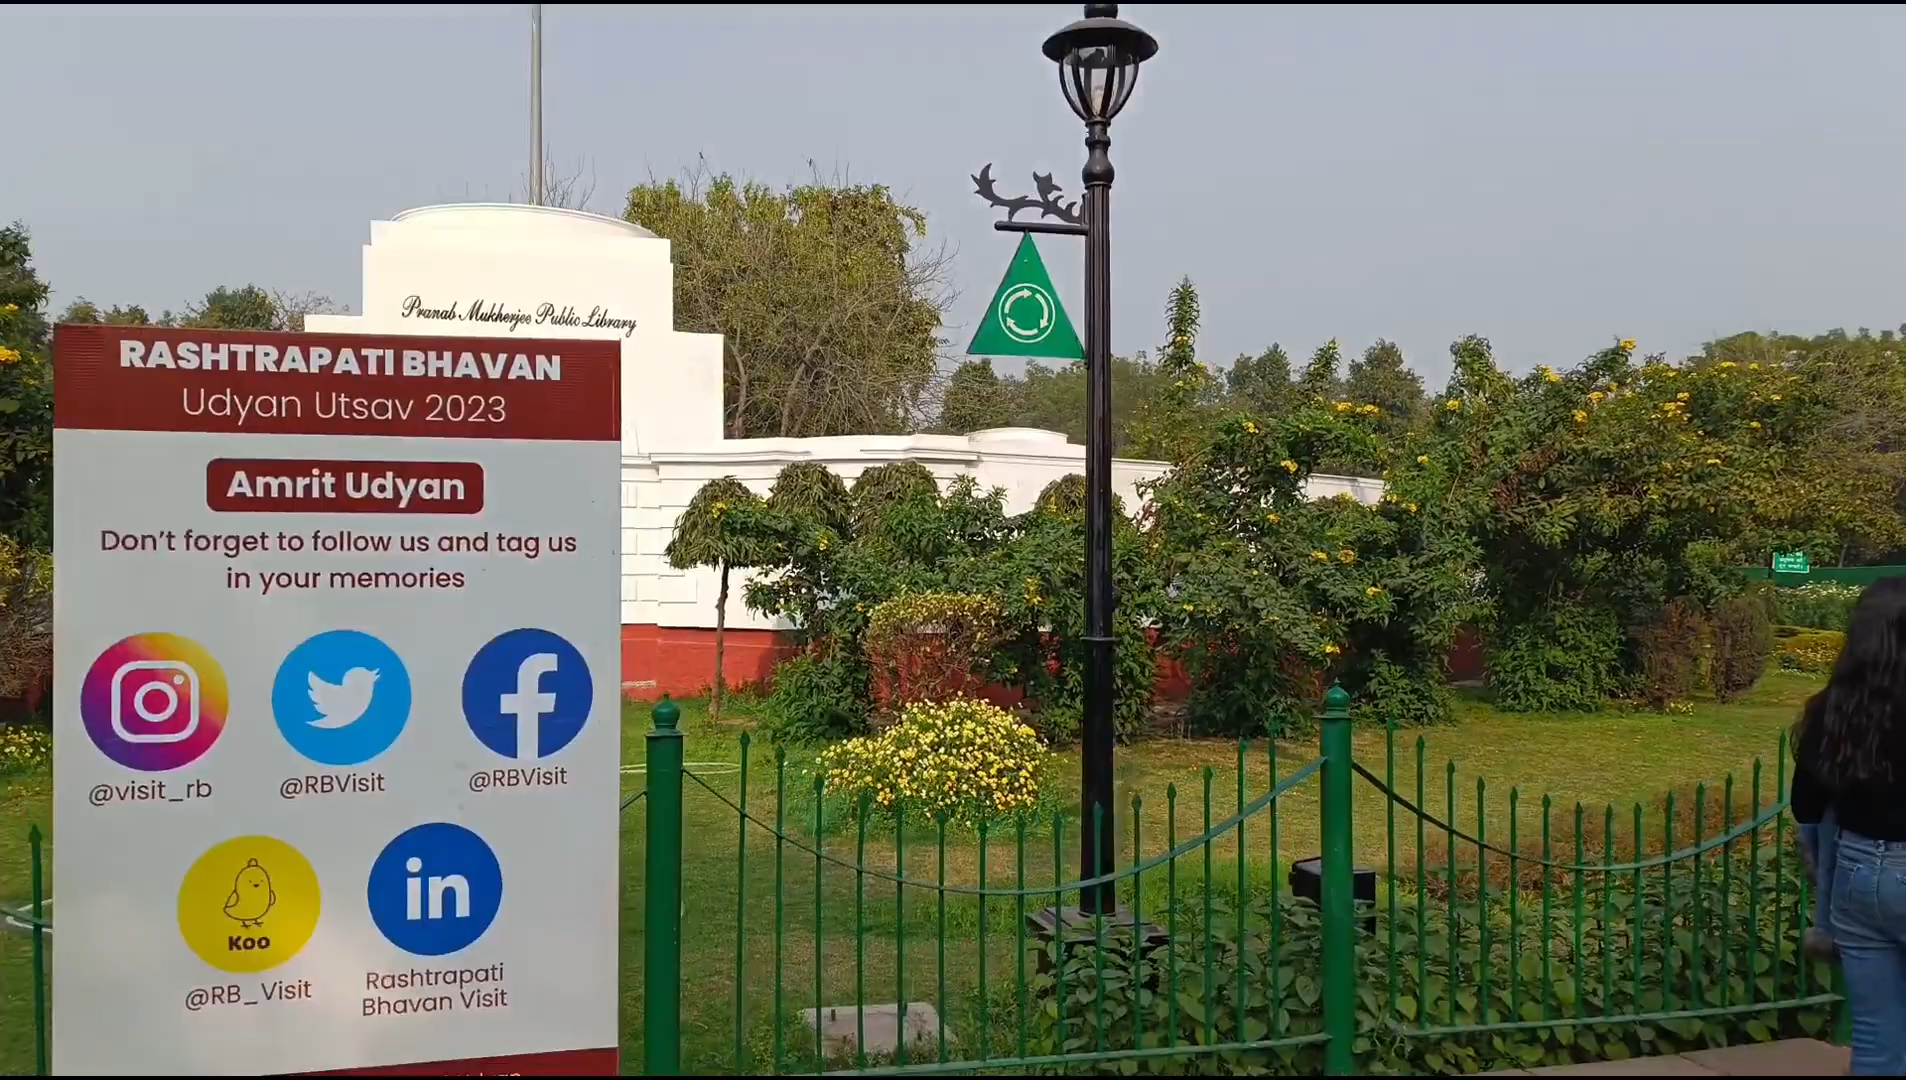 Pranab Mukherjee Public Library
RASHTRAPATI BHAVAN
Udyan Utsav 2023
Amrit Udyan
Don't forget to follow us and tag us
in your memories
@visit_rb
@RBVisit
@RBVisit
Koo
in
@RB_Visit
Rashtrapati
Bhavan Visit